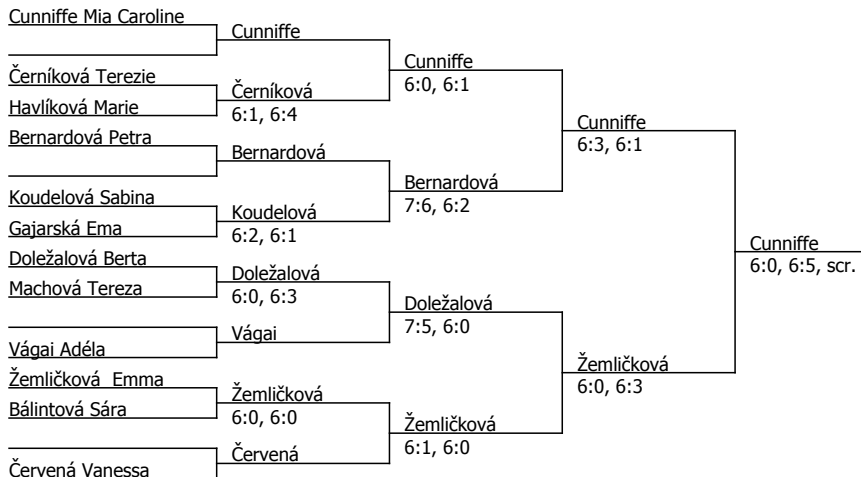 Cunniffe Mia Caroline
Černíková Terezie
Havlíková Marie
Bernardová Petra
Koudelová Sabina
Gajarská Ema
Doležalová Berta
Machová Tereza
Vágai Adéla
Žemličková  Emma
Bálintová Sára
Červená Vanessa
Cunniffe
Černíková
6:1, 6:4
Bernardová
Koudelová
6:2, 6:1
Doležalová
6:0, 6:3
Vágai
Žemličková
6:0, 6:0
Červená
Cunniffe
6:0, 6:1
Bernardová
7:6, 6:2
Doležalová
7:5, 6:0
Žemličková
6:1, 6:0
Cunniffe
6:3, 6:1
Žemličková
6:0, 6:3
Cunniffe
6:0, 6:5, scr.